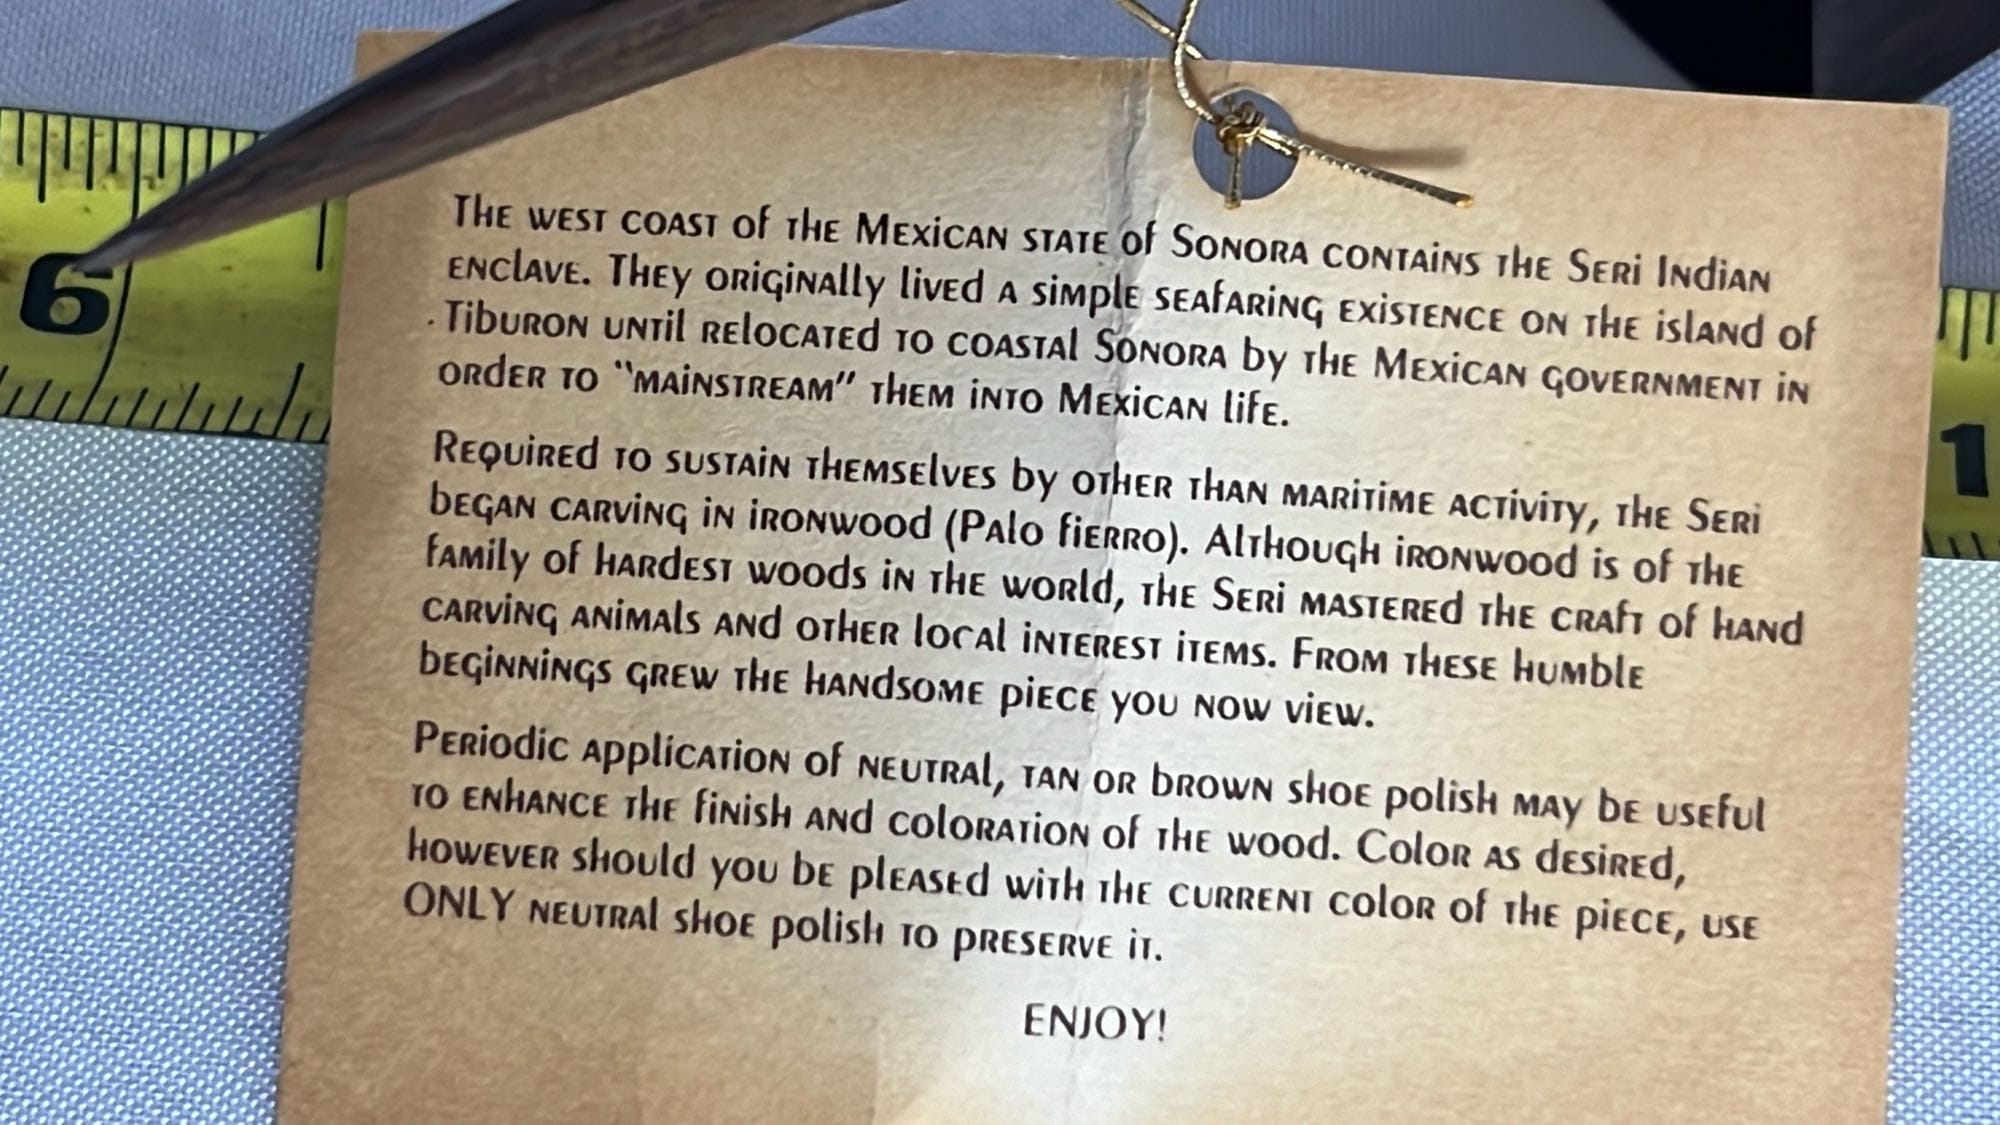 The west coast of the Mexican state of Sonora contains the Seri Indian
enclave. They originally lived a simple seafaring existence on the island of
Tiburon until relocated to coastal Sonora by the Mexican government in
order to "mainstream" them into Mexican life.
Required to sustain themselves by other than maritime activity, the Seri
began carving in ironwood (Palo fierro). Although ironwood is of the
family of hardest woods in the world, the Seri mastered the craft of hand
carving animals and other local interest items. From these humble
beginnings grew the handsome piece you now view.
Periodic application of neutral, tan or brown shoe polish may be useful
to enhance the finish and coloration of the wood. Color as desired,
however should you be pleased with the current color of the piece, use
ONLY neutral shoe polish to preserve it.
ENJOY!
6
1